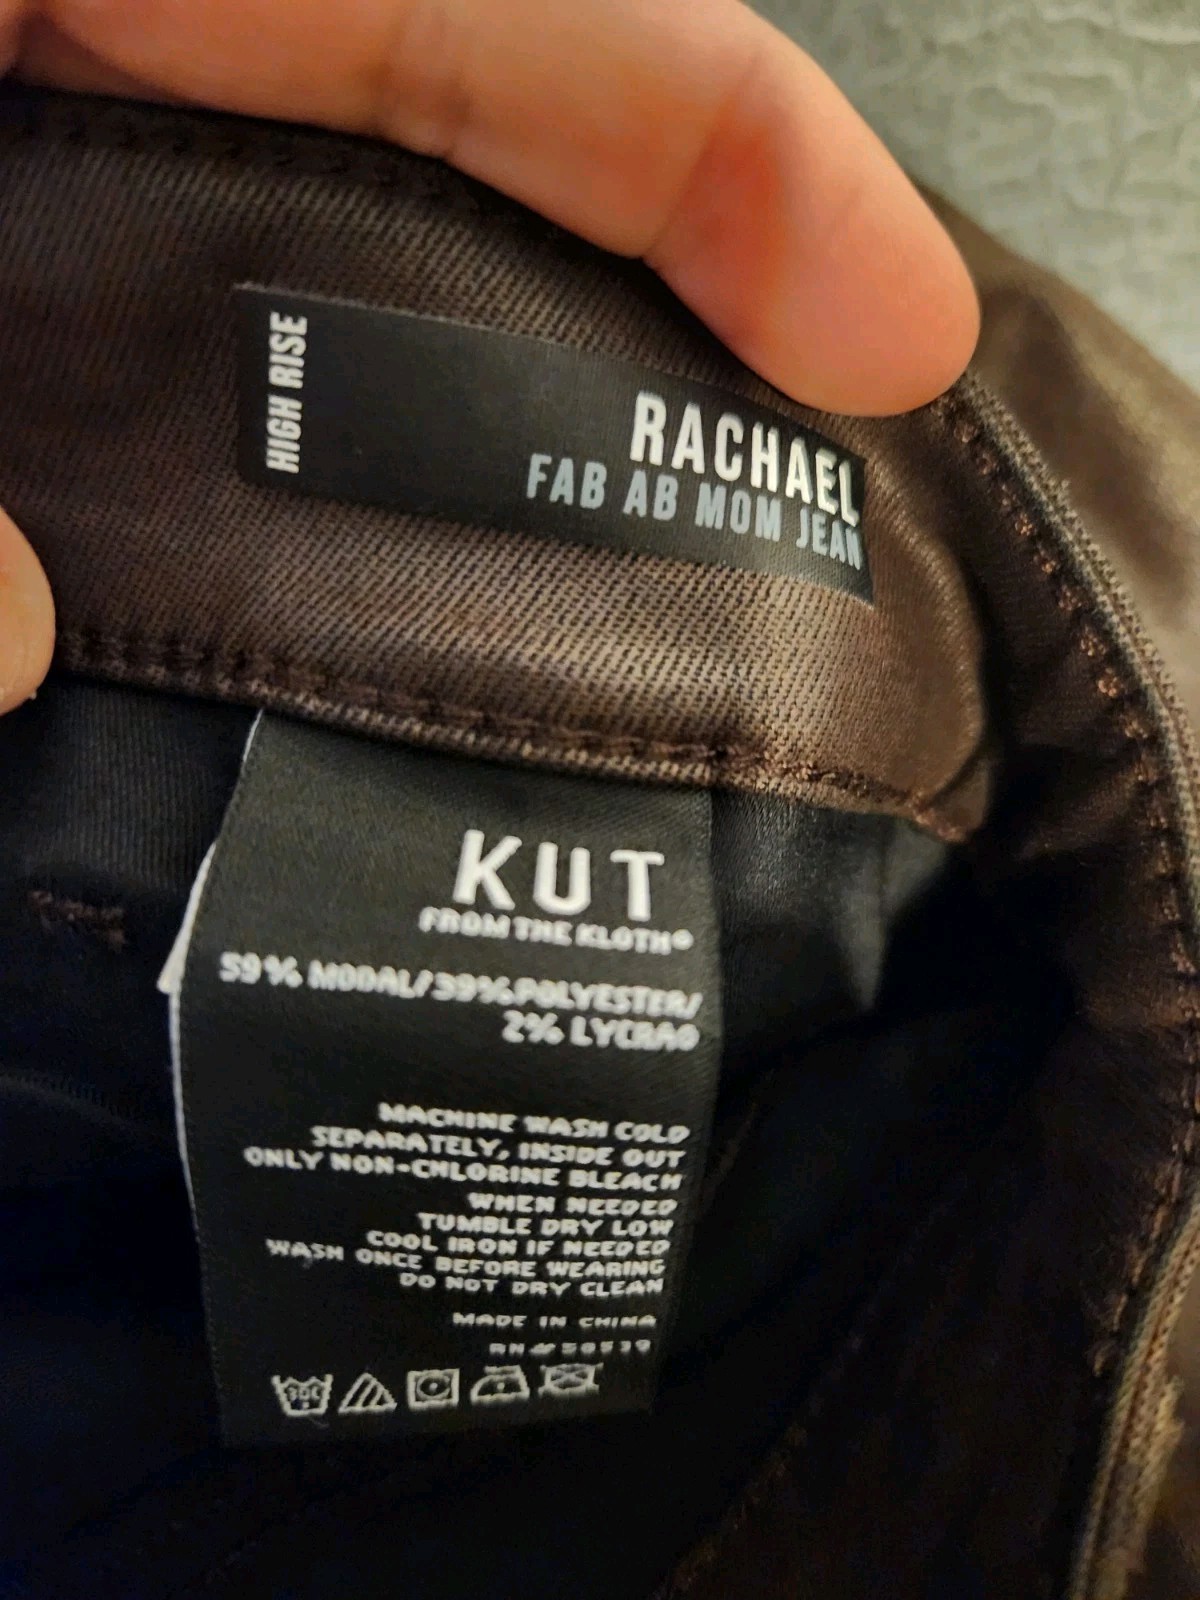 HIGH RISE
RACHAEL
FAB AB MOM JEAN
KUT
FROM THE KLOTH®
59% MODAL/39%POLYESTER/
2% LYCRA®
MACHINE WASH COLD
SEPARATELY, INSIDE OUT
ONLY NON-CHLORINE BLEACH
WHEN NEEDED
TUMBLE DRY LOW
COOL IRON IF NEEDED
WASH ONCE BEFORE WEARING
DO NOT DRY CLEAN
MADE IN CHINA
30C